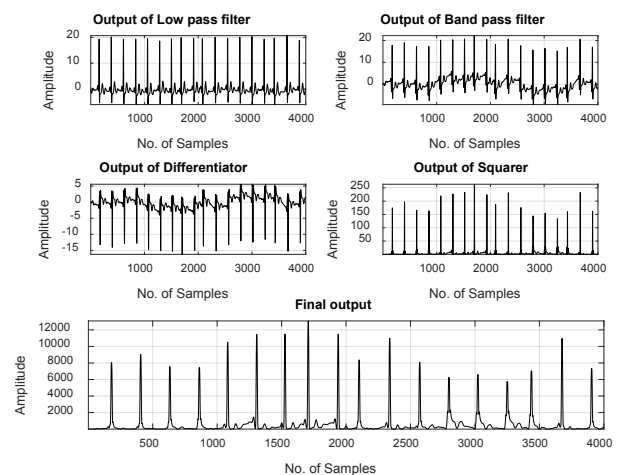 Output of Low pass filter
20
10
0
Amplitude
1000 2000 3000 4000
No. of Samples
Output of Band pass filter
20
10
0
Amplitude
1000 2000 3000 4000
No. of Samples
Output of Differentiator
5
0
-5
-10
-15
Amplitude
1000 2000 3000 4000
No. of Samples
Output of Squarer
250
200
150
100
50
Amplitude
1000 2000 3000 4000
No. of Samples
Final output
12000
10000
8000
6000
4000
2000
Amplitude
500 1000 1500 2000 2500 3000 3500 4000
No. of Samples